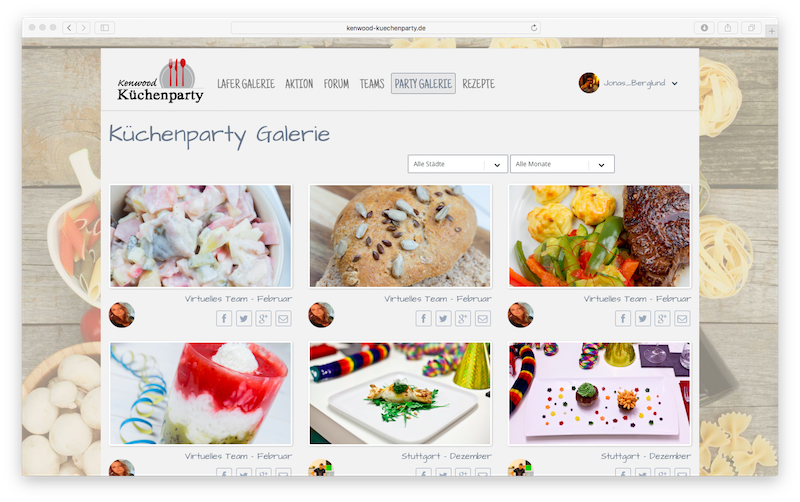 kenwood-kuechenparty.de
Kenwood
Küchenparty
LAFER GALERIE AKTION FORUM TEAMS PARTY GALERIE REZEPTE
Jonas_Berglund
Küchenparty Galerie
Alle Städte Alle Monate
Virtuelles Team - Februar Virtuelles Team - Februar Virtuelles Team - Februar
Virtuelles Team - Februar Stuttgart - Dezember Stuttgart - Dezember